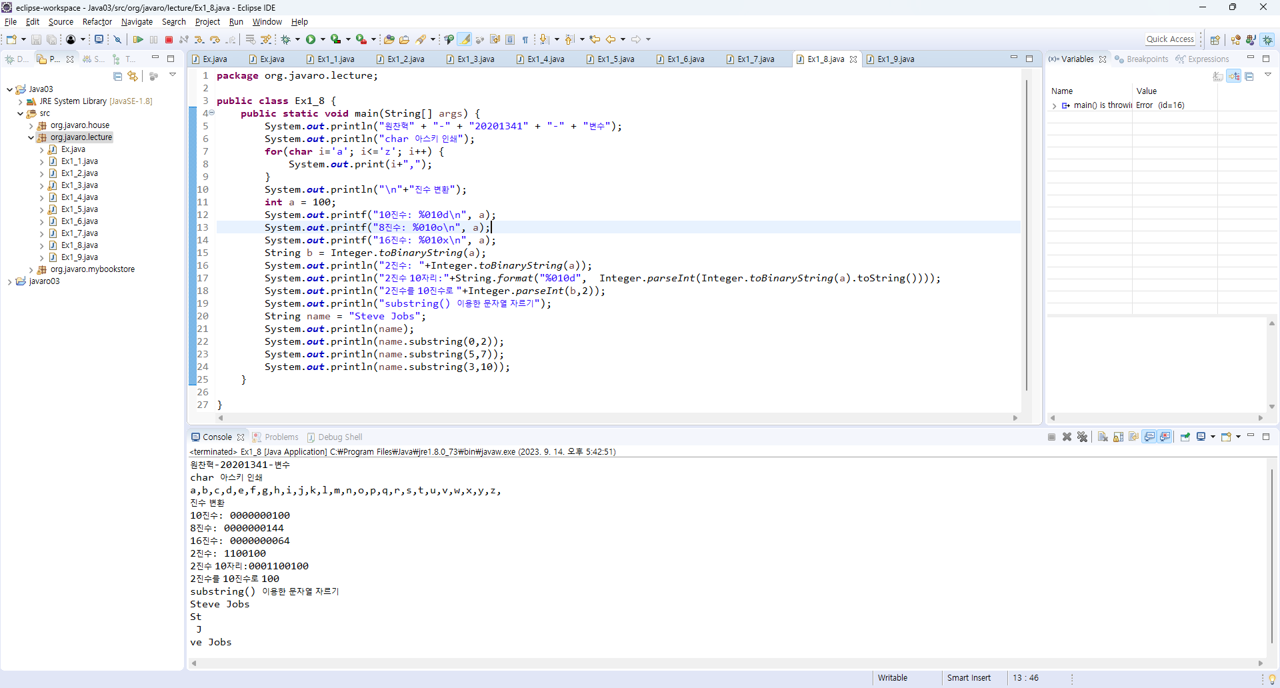 eclipse-workspace - Java03/src/org/javaro/lecture/Ex1_8.java - Eclipse IDE
File Edit Source Refactor Navigate Search Project Run Window Help
Quick Access
D... P... S... T...
Ex.java Ex.java Ex1_1.java Ex1_2.java Ex1_3.java Ex1_4.java Ex1_5.java Ex1_6.java Ex1_7.java Ex1_8.java Ex1_9.java
(x)= Variables Breakpoints Expressions
Java03
JRE System Library [JavaSE-1.8]
src
org.javaro.house
org.javaro.lecture
Ex.java
Ex1_1.java
Ex1_2.java
Ex1_3.java
Ex1_4.java
Ex1_5.java
Ex1_6.java
Ex1_7.java
Ex1_8.java
Ex1_9.java
org.javaro.mybookstore
javaro03
1 package org.javaro.lecture;
2
3 public class Ex1_8 {
4 public static void main(String[] args) {
5 System.out.println("원찬혁" + "-" + "20201341" + "-" + "변수");
6 System.out.println("char 아스키 인쇄");
7 for(char i='a'; i<='z'; i++) {
8 System.out.print(i+",");
9 }
10 System.out.println("\n"+"진수 변환");
11 int a = 100;
12 System.out.printf("10진수: %010d\n", a);
13 System.out.printf("8진수: %010o\n", a);
14 System.out.printf("16진수: %010x\n", a);
15 String b = Integer.toBinaryString(a);
16 System.out.println("2진수: "+Integer.toBinaryString(a));
17 System.out.println("2진수 10자리:"+String.format("%010d", Integer.parseInt(Integer.toBinaryString(a).toString())));
18 System.out.println("2진수를 10진수로 "+Integer.parseInt(b,2));
19 System.out.println("substring() 이용한 문자열 자르기");
20 String name = "Steve Jobs";
21 System.out.println(name);
22 System.out.println(name.substring(0,2));
23 System.out.println(name.substring(5,7));
24 System.out.println(name.substring(3,10));
25 }
26
27 }
Name Value
main() is throwin Error (id=16)
Console Problems Debug Shell
<terminated> Ex1_8 [Java Application] C:₩Program Files₩Java₩jre1.8.0_73₩bin₩javaw.exe (2023. 9. 14. 오후 5:42:51)
원찬혁-20201341-변수
char 아스키 인쇄
a,b,c,d,e,f,g,h,i,j,k,l,m,n,o,p,q,r,s,t,u,v,w,x,y,z,
진수 변환
10진수: 0000000100
8진수: 0000000144
16진수: 0000000064
2진수: 1100100
2진수 10자리:0001100100
2진수를 10진수로 100
substring() 이용한 문자열 자르기
Steve Jobs
St
J
ve Jobs
Writable Smart Insert 13 : 46